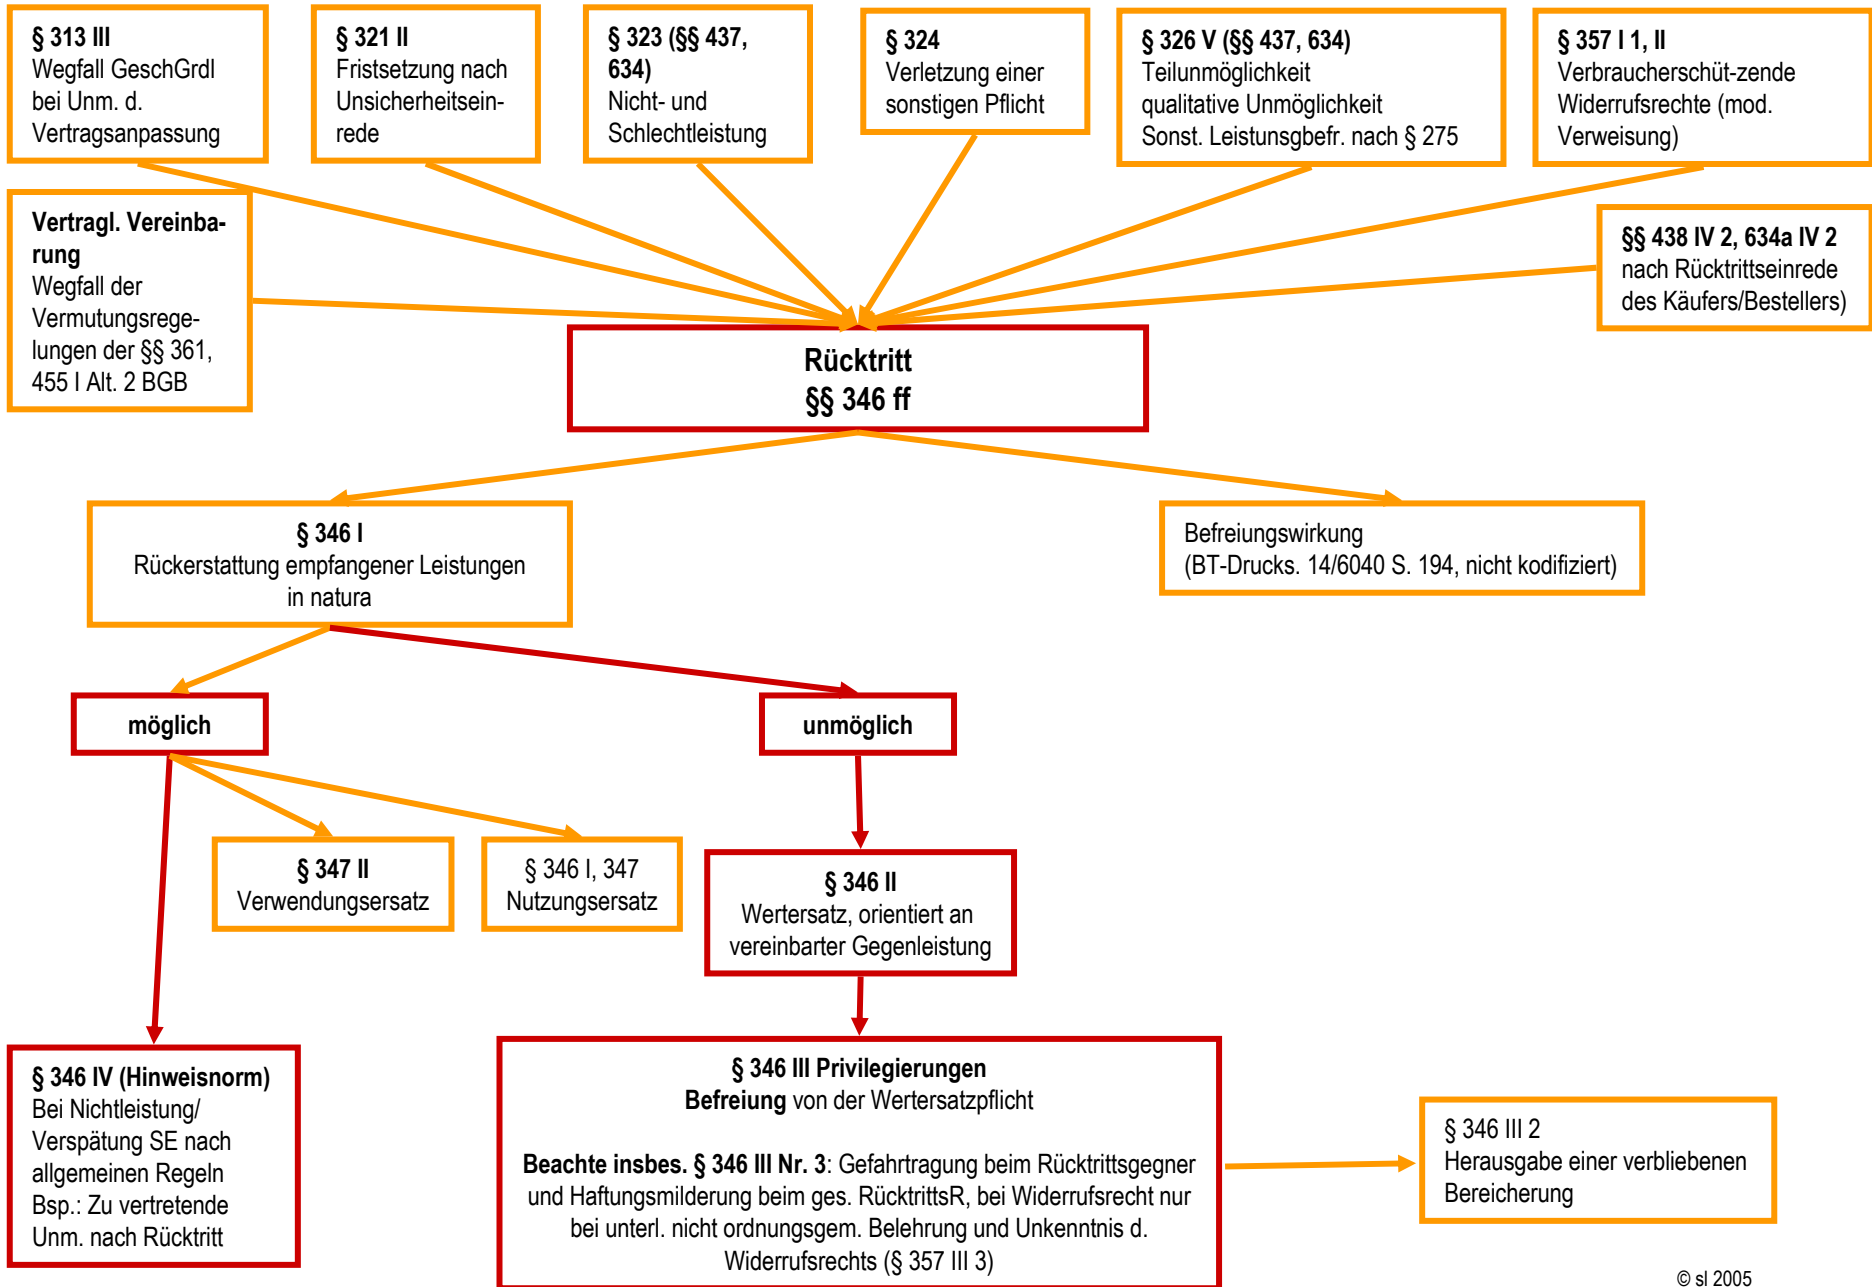 § 313 III
Wegfall GeschGrdl
bei Unm. d.
Vertragsanpassung
§ 321 II
Fristsetzung nach
Unsicherheitsein-
rede
§ 323 (§§ 437,
634)
Nicht- und
Schlechtleistung
§ 324
Verletzung einer
sonstigen Pflicht
§ 326 V (§§ 437, 634)
Teilunmöglichkeit
qualitative Unmöglichkeit
Sonst. Leistunsgbefr. nach § 275
§ 357 I 1, II
Verbraucherschüt-zende
Widerrufsrechte (mod.
Verweisung)
Vertragl. Vereinba-
rung
Wegfall der
Vermutungsrege-
lungen der §§ 361,
455 I Alt. 2 BGB
§§ 438 IV 2, 634a IV 2
nach Rücktrittseinrede
des Käufers/Bestellers)
Rücktritt
§§ 346 ff
§ 346 I
Rückerstattung empfangener Leistungen
in natura
Befreiungswirkung
(BT-Drucks. 14/6040 S. 194, nicht kodifiziert)
möglich
unmöglich
§ 347 II
Verwendungsersatz
§ 346 I, 347
Nutzungsersatz
§ 346 II
Wertersatz, orientiert an
vereinbarter Gegenleistung
§ 346 IV (Hinweisnorm)
Bei Nichtleistung/
Verspätung SE nach
allgemeinen Regeln
Bsp.: Zu vertretende
Unm. nach Rücktritt
§ 346 III Privilegierungen
Befreiung von der Wertersatzpflicht
Beachte insbes. § 346 III Nr. 3: Gefahrtragung beim Rücktrittsgegner
und Haftungsmilderung beim ges. RücktrittsR, bei Widerrufsrecht nur
bei unterl. nicht ordnungsgem. Belehrung und Unkenntnis d.
Widerrufsrechts (§ 357 III 3)
§ 346 III 2
Herausgabe einer verbliebenen
Bereicherung
© sl 2005